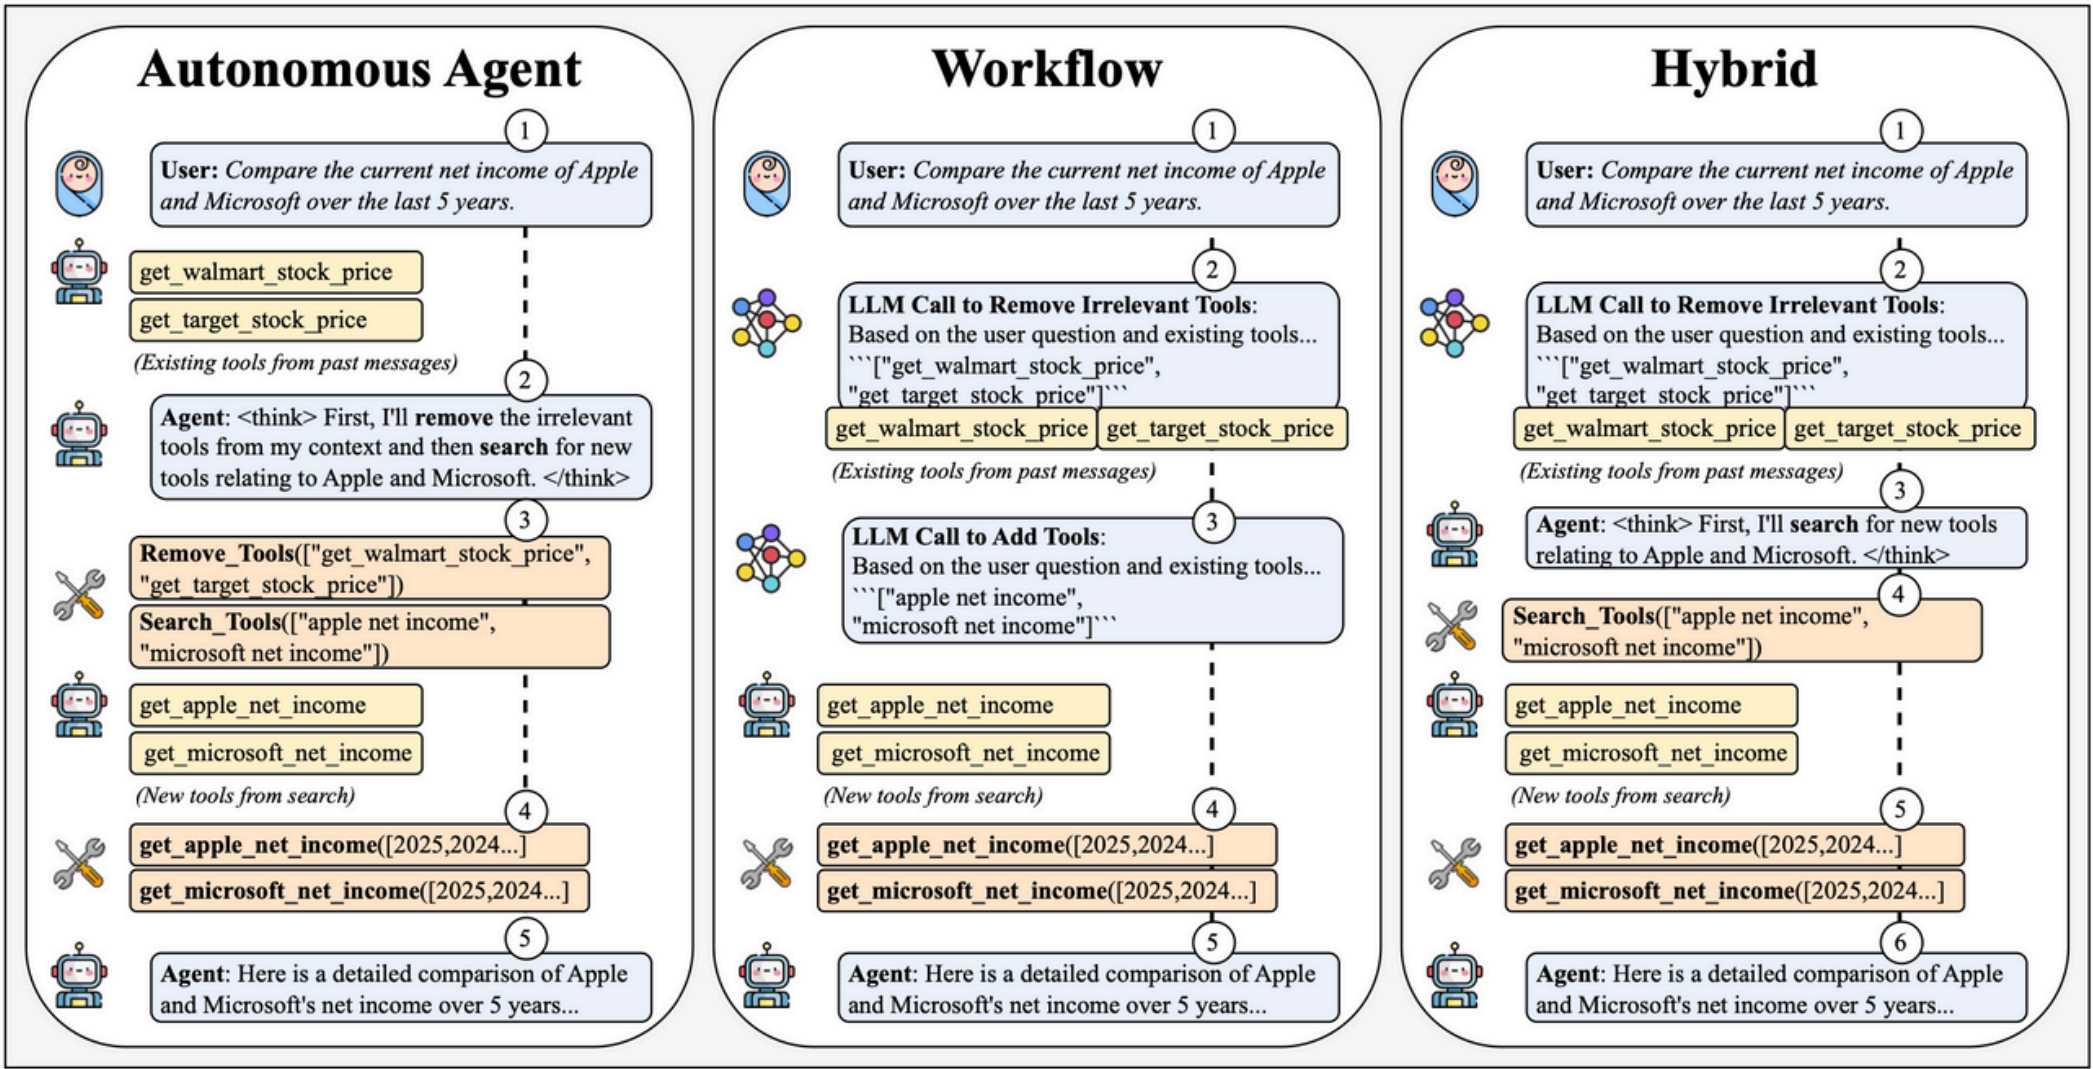 Autonomous Agent
1
User: Compare the current net income of Apple
and Microsoft over the last 5 years.
get_walmart_stock_price
get_target_stock_price
(Existing tools from past messages)
2
Agent: <think> First, I'll remove the irrelevant
tools from my context and then search for new
tools relating to Apple and Microsoft. </think>
3
Remove_Tools(["get_walmart_stock_price",
"get_target_stock_price"])
Search_Tools(["apple net income",
"microsoft net income"])
get_apple_net_income
get_microsoft_net_income
(New tools from search)
4
get_apple_net_income([2025,2024...]
get_microsoft_net_income([2025,2024...]
5
Agent: Here is a detailed comparison of Apple
and Microsoft's net income over 5 years...
Workflow
1
User: Compare the current net income of Apple
and Microsoft over the last 5 years.
2
LLM Call to Remove Irrelevant Tools:
Based on the user question and existing tools...
```["get_walmart_stock_price",
"get_target_stock_price"]```
get_walmart_stock_price
get_target_stock_price
(Existing tools from past messages)
3
LLM Call to Add Tools:
Based on the user question and existing tools...
```["apple net income",
"microsoft net income"]```
get_apple_net_income
get_microsoft_net_income
(New tools from search)
4
get_apple_net_income([2025,2024...]
get_microsoft_net_income([2025,2024...]
5
Agent: Here is a detailed comparison of Apple
and Microsoft's net income over 5 years...
Hybrid
1
User: Compare the current net income of Apple
and Microsoft over the last 5 years.
2
LLM Call to Remove Irrelevant Tools:
Based on the user question and existing tools...
```["get_walmart_stock_price",
"get_target_stock_price"]```
get_walmart_stock_price
get_target_stock_price
(Existing tools from past messages)
3
Agent: <think> First, I'll search for new tools
relating to Apple and Microsoft. </think>
4
Search_Tools(["apple net income",
"microsoft net income"])
get_apple_net_income
get_microsoft_net_income
(New tools from search)
5
get_apple_net_income([2025,2024...]
get_microsoft_net_income([2025,2024...]
6
Agent: Here is a detailed comparison of Apple
and Microsoft's net income over 5 years...